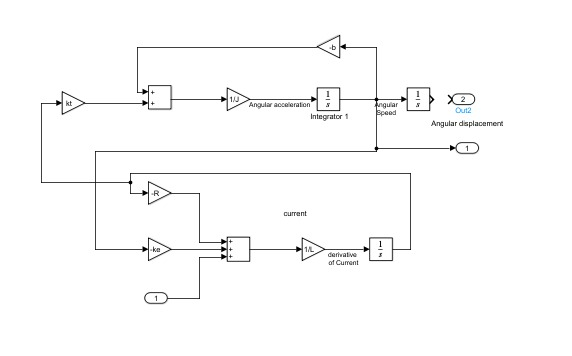 -b
+
+
kt
1/J
Angular acceleration
1
s
Integrator 1
Angular
Speed
1
s
2
Out2
Angular displacement
1
-R
current
+
+
+
-ke
1/L
derivative
of Current
1
s
1